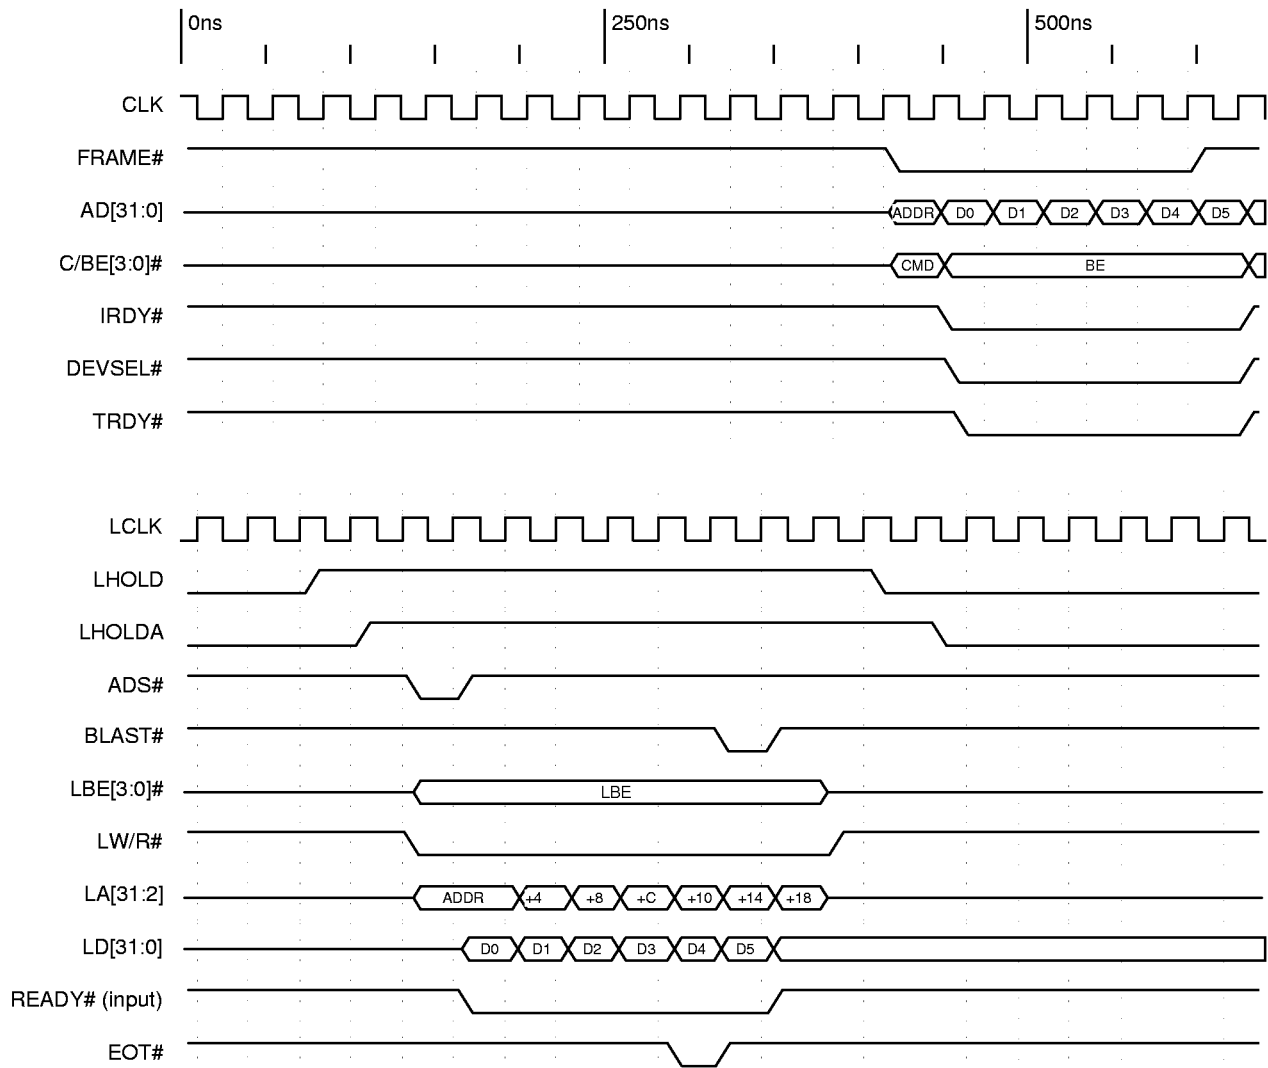 0ns 250ns 500ns
CLK
FRAME#
AD[31:0] ADDR D0 D1 D2 D3 D4 D5
C/BE[3:0]# CMD BE
IRDY#
DEVSEL#
TRDY#
LCLK
LHOLD
LHOLDA
ADS#
BLAST#
LBE[3:0]# LBE
LW/R#
LA[31:2] ADDR +4 +8 +C +10 +14 +18
LD[31:0] D0 D1 D2 D3 D4 D5
READY# (input)
EOT#